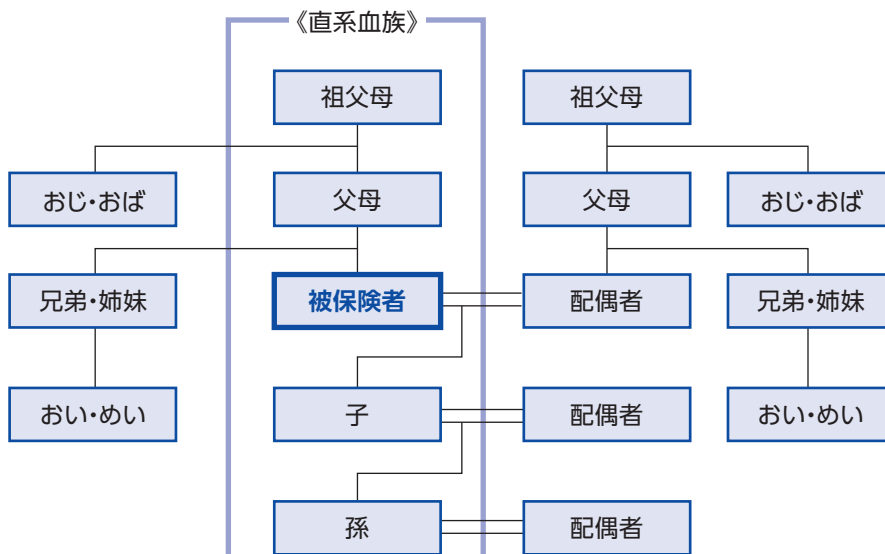 《直系血族》
祖父母
祖父母
おじ・おば
父母
父母
おじ・おば
兄弟・姉妹
被保険者
配偶者
兄弟・姉妹
おい・めい
子
配偶者
おい・めい
孫
配偶者